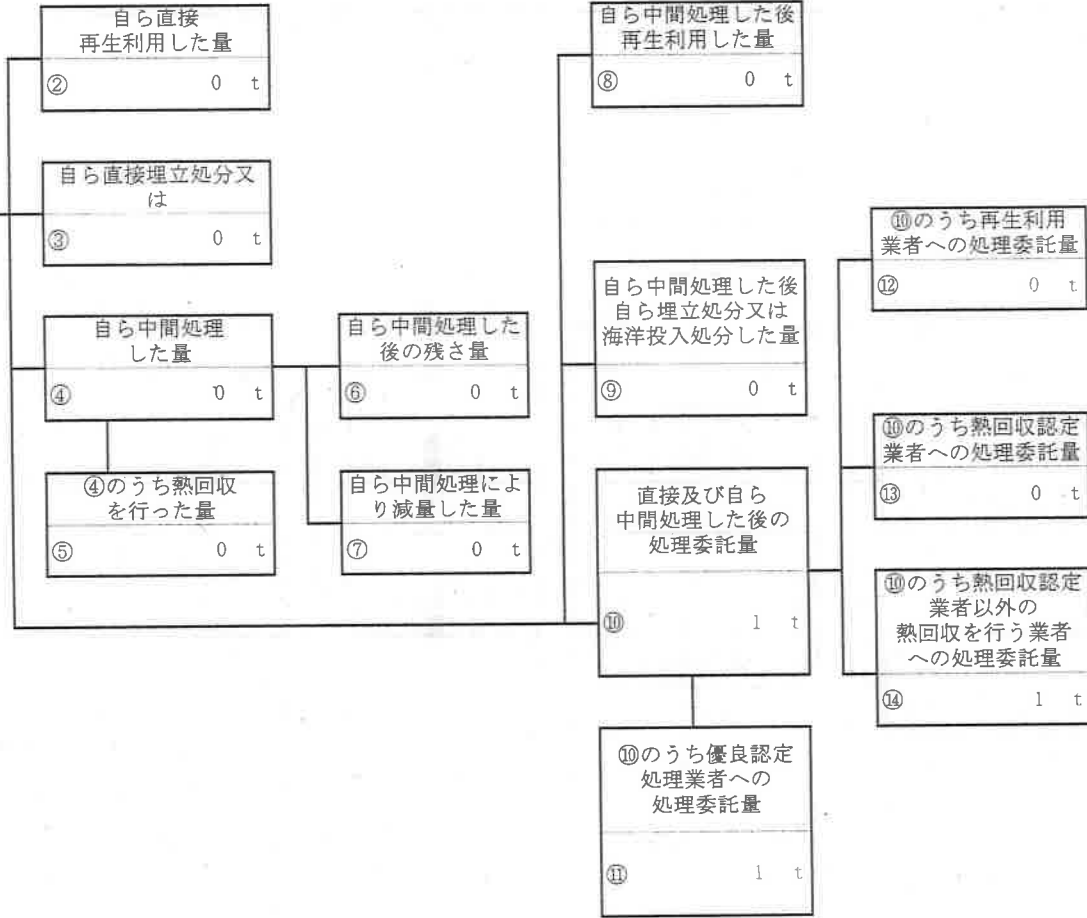 自ら直接
再生利用した量
② 0 t
自ら直接埋立処分又
は
③ 0 t
自ら中間処理
した量
④ 0 t
④のうち熱回収
を行った量
⑤ 0 t
自ら中間処理した
後の残さ量
⑥ 0 t
自ら中間処理によ
り減量した量
⑦ 0 t
自ら中間処理した後
再生利用した量
⑧ 0 t
自ら中間処理した後
自ら埋立処分又は
海洋投入処分した量
⑨ 0 t
直接及び自ら
中間処理した後の
処理委託量
⑩ 1 t
⑩のうち優良認定
処理業者への
処理委託量
⑪ 1 t
⑩のうち再生利用
業者への処理委託量
⑫ 0 t
⑩のうち熱回収認定
業者への処理委託量
⑬ 0 t
⑩のうち熱回収認定
業者以外の
熱回収を行う業者
への処理委託量
⑭ 1 t